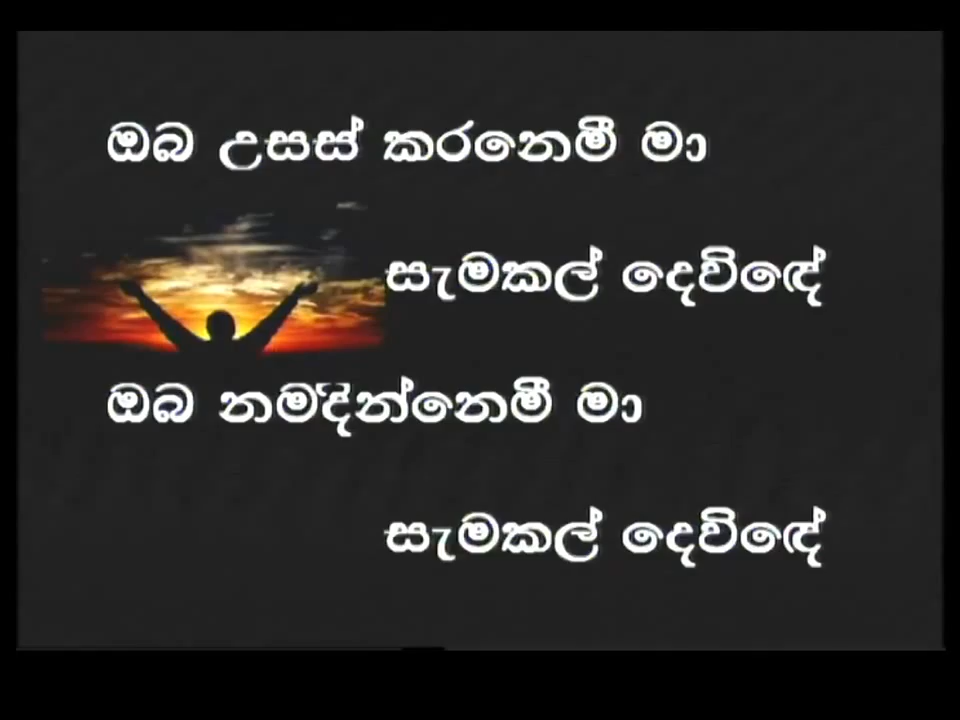 ඔබ උසස් කරනෙමී මා
සැමකල් දෙවිඳේ
ඔබ නමදින්නෙමී මා
සැමකල් දෙවිඳේ